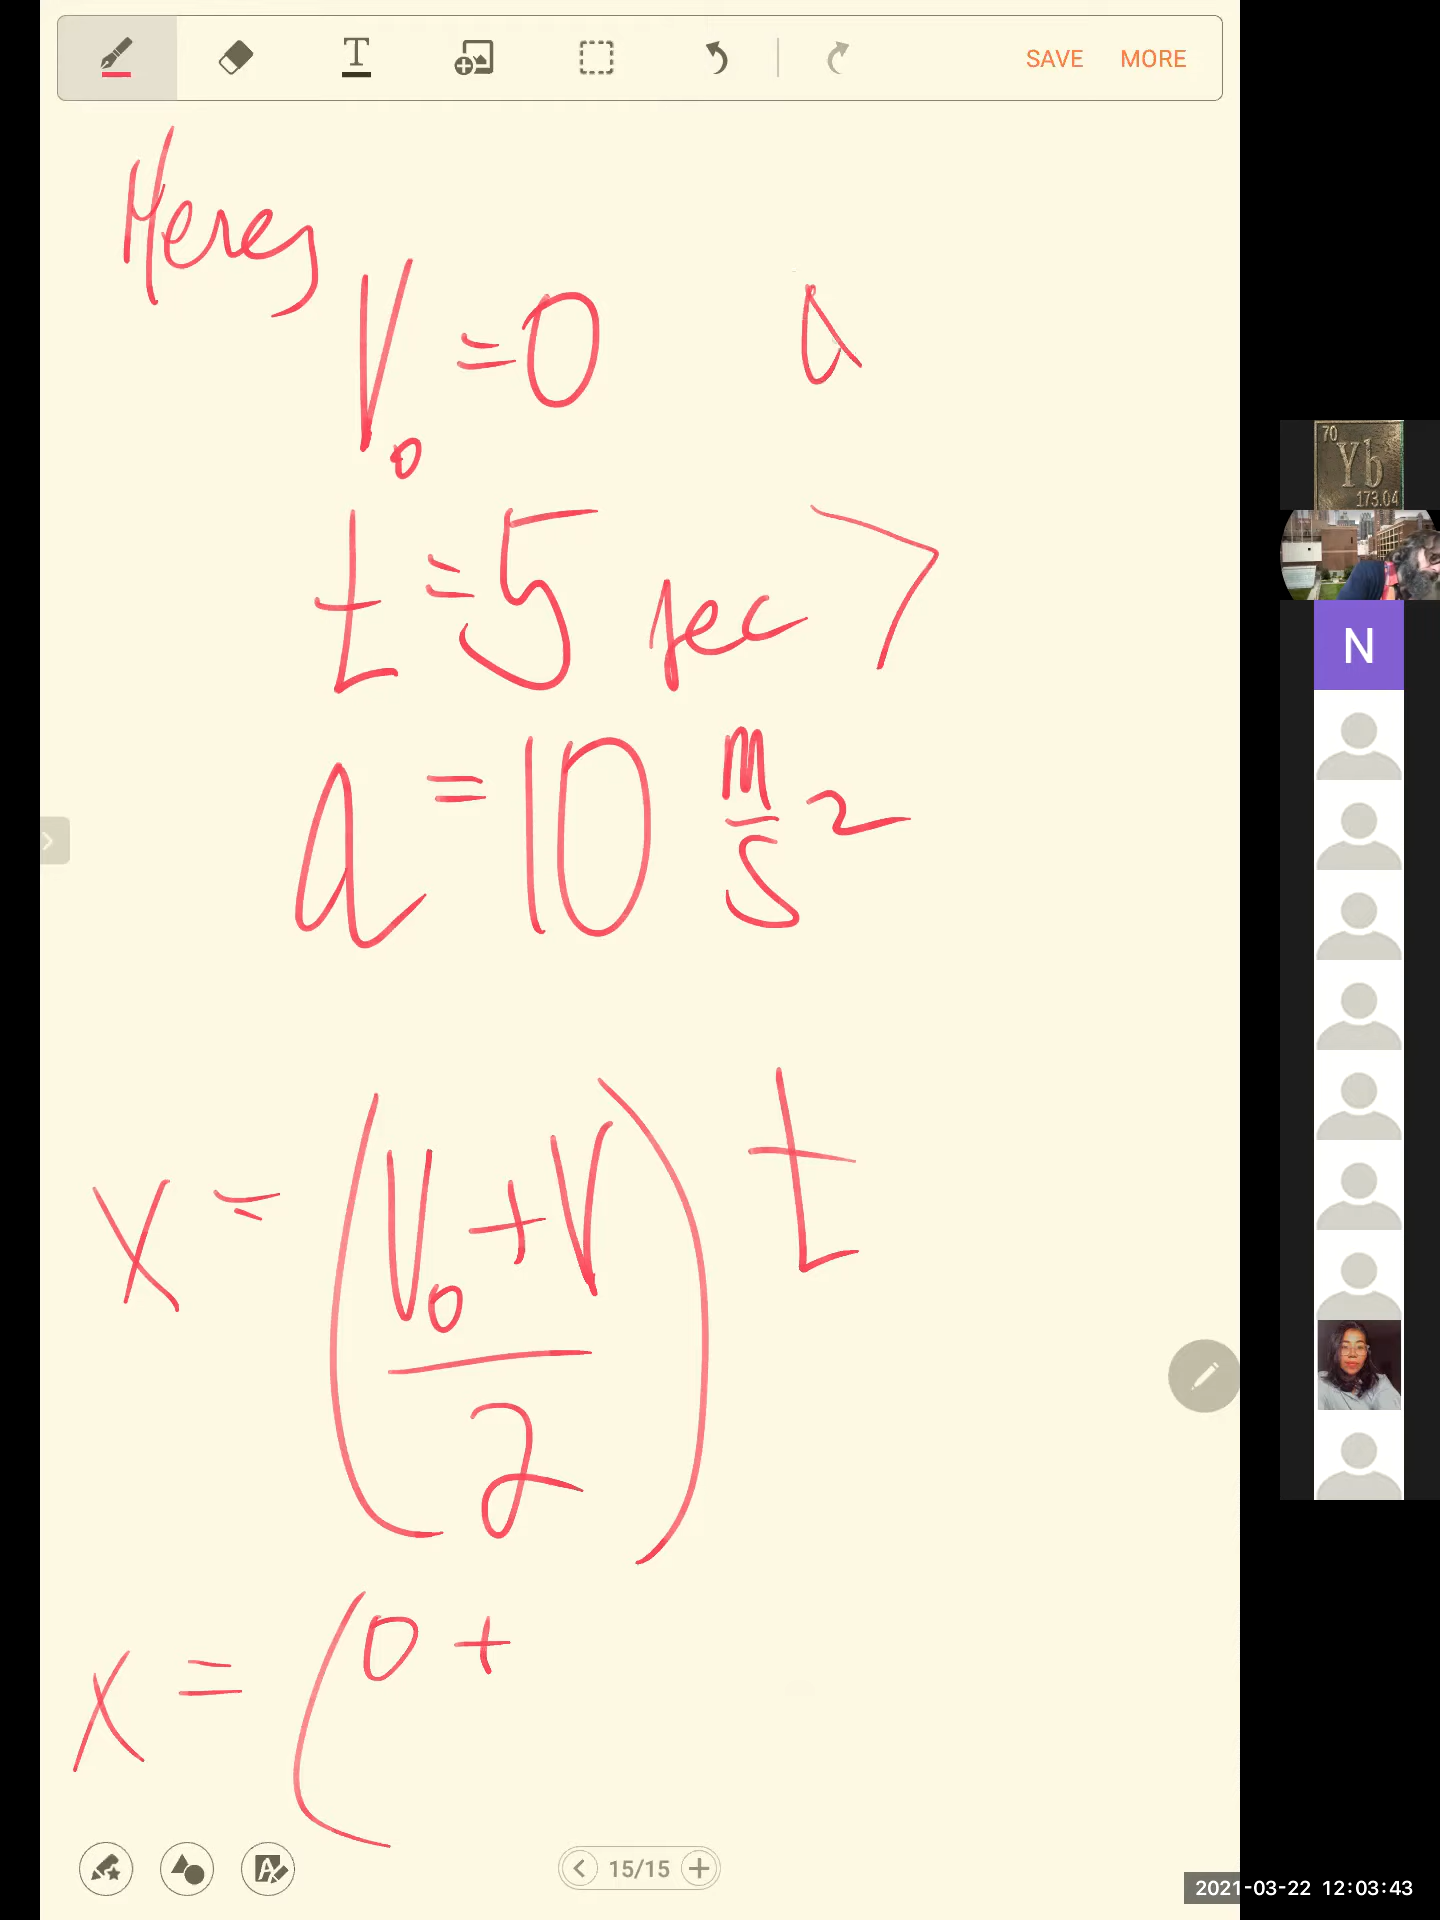 T
SAVE MORE
V₀ = 0 a
t = 5 sec 7
a = 10 m/s²
x = (V₀ + V / 2) t
x = (0 +
70
Yb
173.04
N
15/15
2021-03-22 12:03:43